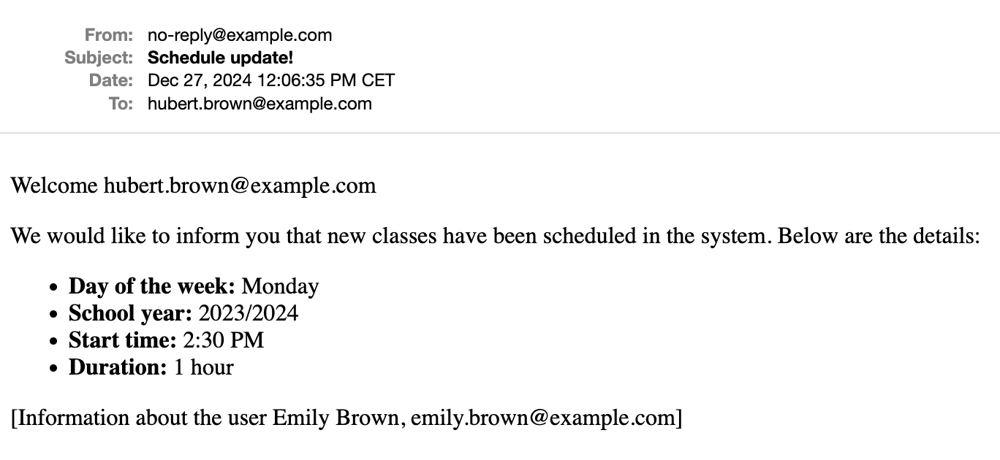 From: no-reply@example.com
Subject: Schedule update!
Date: Dec 27, 2024 12:06:35 PM CET
To: hubert.brown@example.com
Welcome hubert.brown@example.com
We would like to inform you that new classes have been scheduled in the system. Below are the details:
• Day of the week: Monday
• School year: 2023/2024
• Start time: 2:30 PM
• Duration: 1 hour
[Information about the user Emily Brown, emily.brown@example.com]